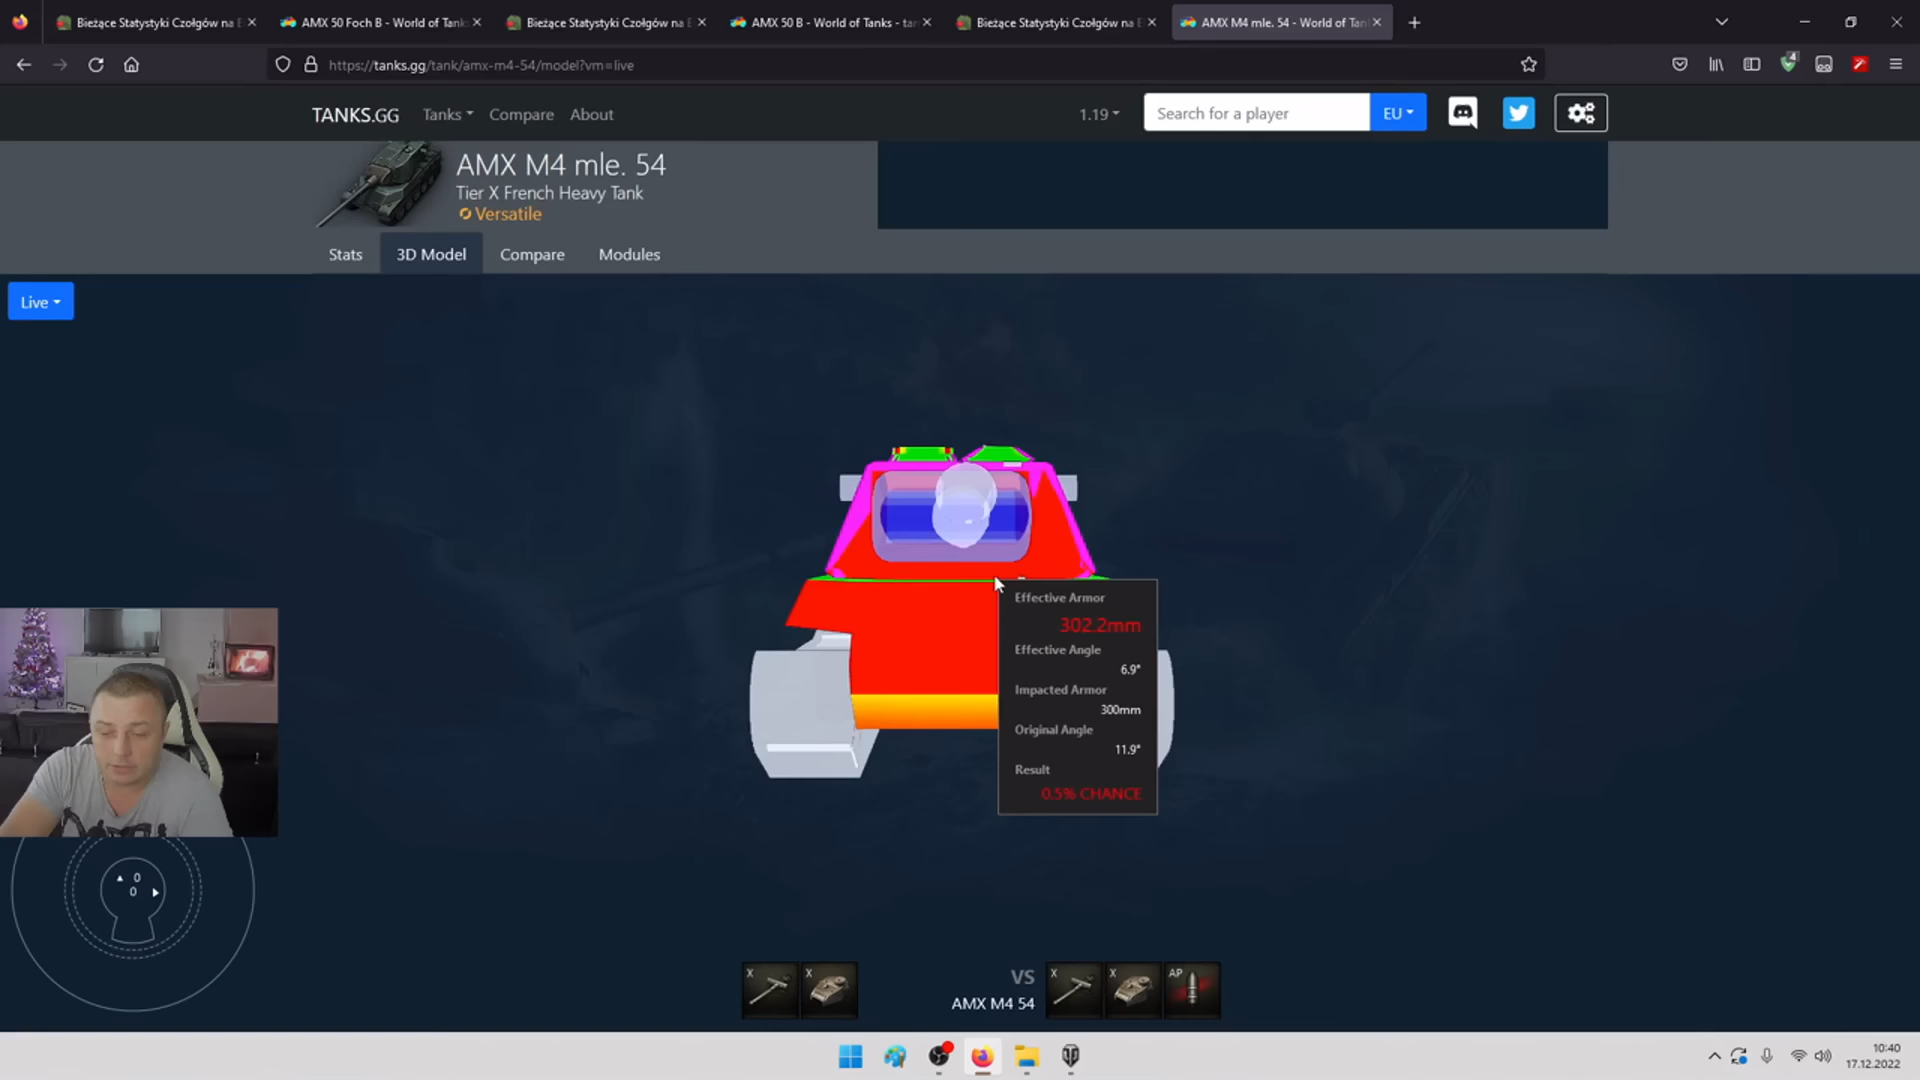 Bieżące Statystyki Czołgów na E
AMX 50 Foch B - World of Tanks
Bieżące Statystyki Czołgów na E
AMX 50 B - World of Tanks - tan
Bieżące Statystyki Czołgów na E
AMX M4 mle. 54 - World of Tan
https://tanks.gg/tank/amx-m4-54/model?vm=live
4
TANKS.GG
Tanks
Compare
About
1.19
Search for a player
EU
AMX M4 mle. 54
Tier X French Heavy Tank
Versatile
Stats
3D Model
Compare
Modules
Live
Effective Armor
302.2mm
Effective Angle
6.9°
Impacted Armor
300mm
Original Angle
11.9°
Result
0.5% CHANCE
0
0
X
X
VS
AMX M4 54
X
X
AP
10:40
17.12.2022